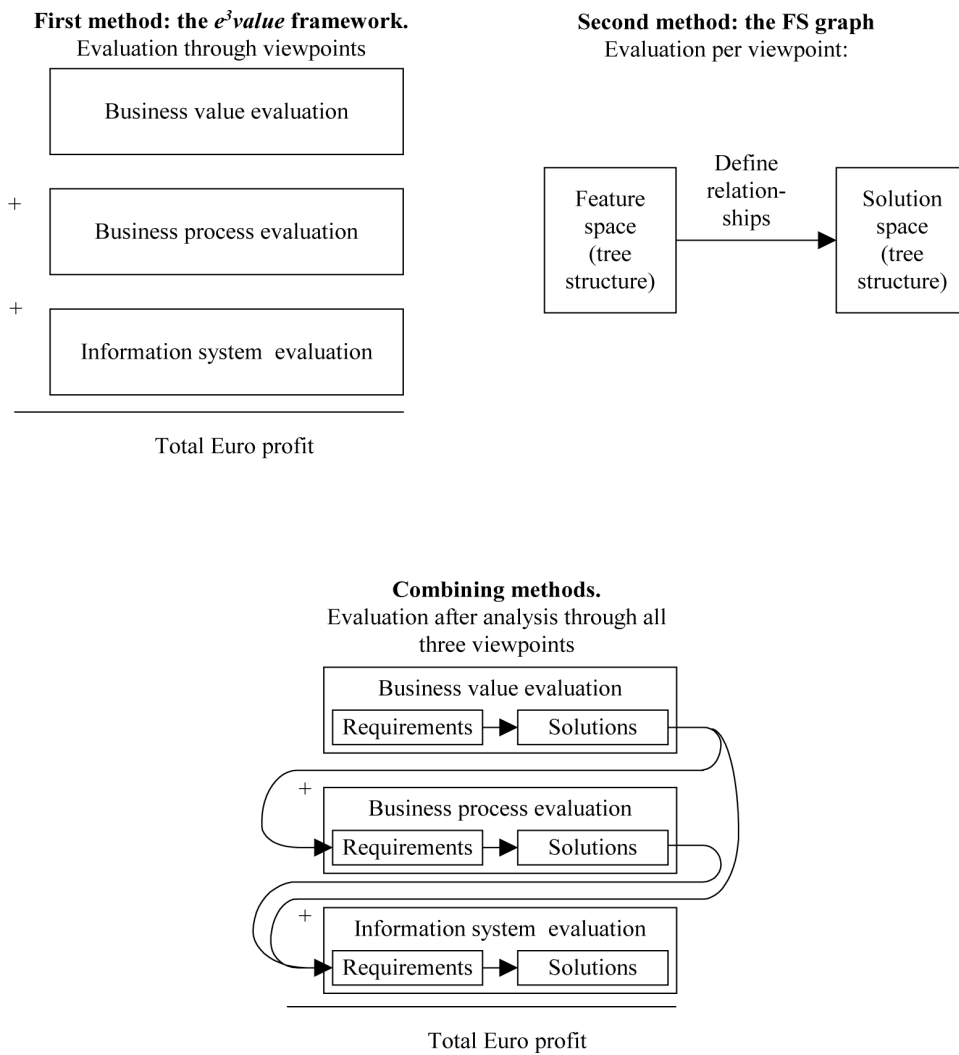 First method: the e³value framework.
Evaluation through viewpoints
Business value evaluation
+
Business process evaluation
+
Information system evaluation
Total Euro profit
Second method: the FS graph
Evaluation per viewpoint:
Feature
space
(tree
structure)
Define
relation-
ships
Solution
space
(tree
structure)
Combining methods.
Evaluation after analysis through all
three viewpoints
Business value evaluation
Requirements
Solutions
+
Business process evaluation
Requirements
Solutions
+
Information system evaluation
Requirements
Solutions
Total Euro profit